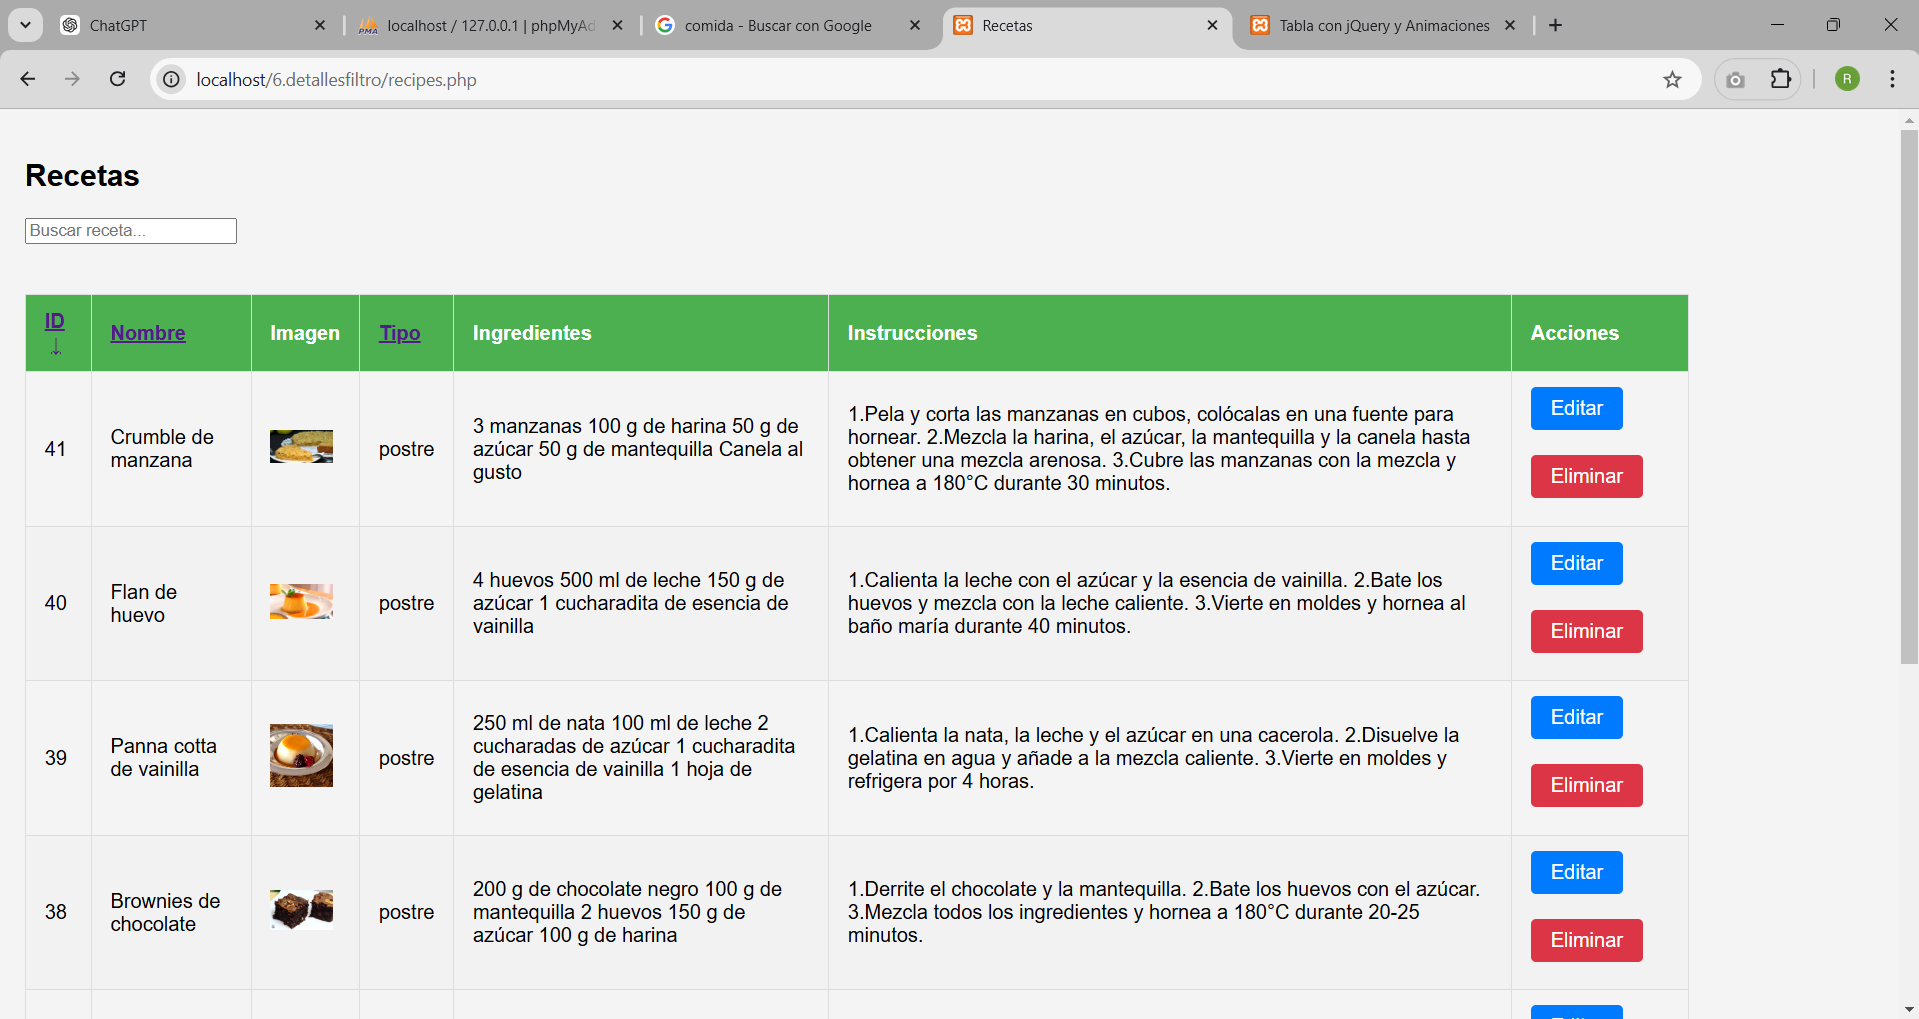 ChatGPT
localhost / 127.0.0.1 | phpMyAd
comida - Buscar con Google
Recetas
Tabla con jQuery y Animaciones
localhost/6.detallesfiltro/recipes.php
R
Recetas
Buscar receta...
ID ↓
Nombre
Imagen
Tipo
Ingredientes
Instrucciones
Acciones
41
Crumble de
manzana
postre
3 manzanas 100 g de harina 50 g de
azúcar 50 g de mantequilla Canela al
gusto
1.Pela y corta las manzanas en cubos, colócalas en una fuente para
hornear. 2.Mezcla la harina, el azúcar, la mantequilla y la canela hasta
obtener una mezcla arenosa. 3.Cubre las manzanas con la mezcla y
hornea a 180°C durante 30 minutos.
Editar
Eliminar
40
Flan de
huevo
postre
4 huevos 500 ml de leche 150 g de
azúcar 1 cucharadita de esencia de
vainilla
1.Calienta la leche con el azúcar y la esencia de vainilla. 2.Bate los
huevos y mezcla con la leche caliente. 3.Vierte en moldes y hornea al
baño maría durante 40 minutos.
Editar
Eliminar
39
Panna cotta
de vainilla
postre
250 ml de nata 100 ml de leche 2
cucharadas de azúcar 1 cucharadita
de esencia de vainilla 1 hoja de
gelatina
1.Calienta la nata, la leche y el azúcar en una cacerola. 2.Disuelve la
gelatina en agua y añade a la mezcla caliente. 3.Vierte en moldes y
refrigera por 4 horas.
Editar
Eliminar
38
Brownies de
chocolate
postre
200 g de chocolate negro 100 g de
mantequilla 2 huevos 150 g de
azúcar 100 g de harina
1.Derrite el chocolate y la mantequilla. 2.Bate los huevos con el azúcar.
3.Mezcla todos los ingredientes y hornea a 180°C durante 20-25
minutos.
Editar
Eliminar